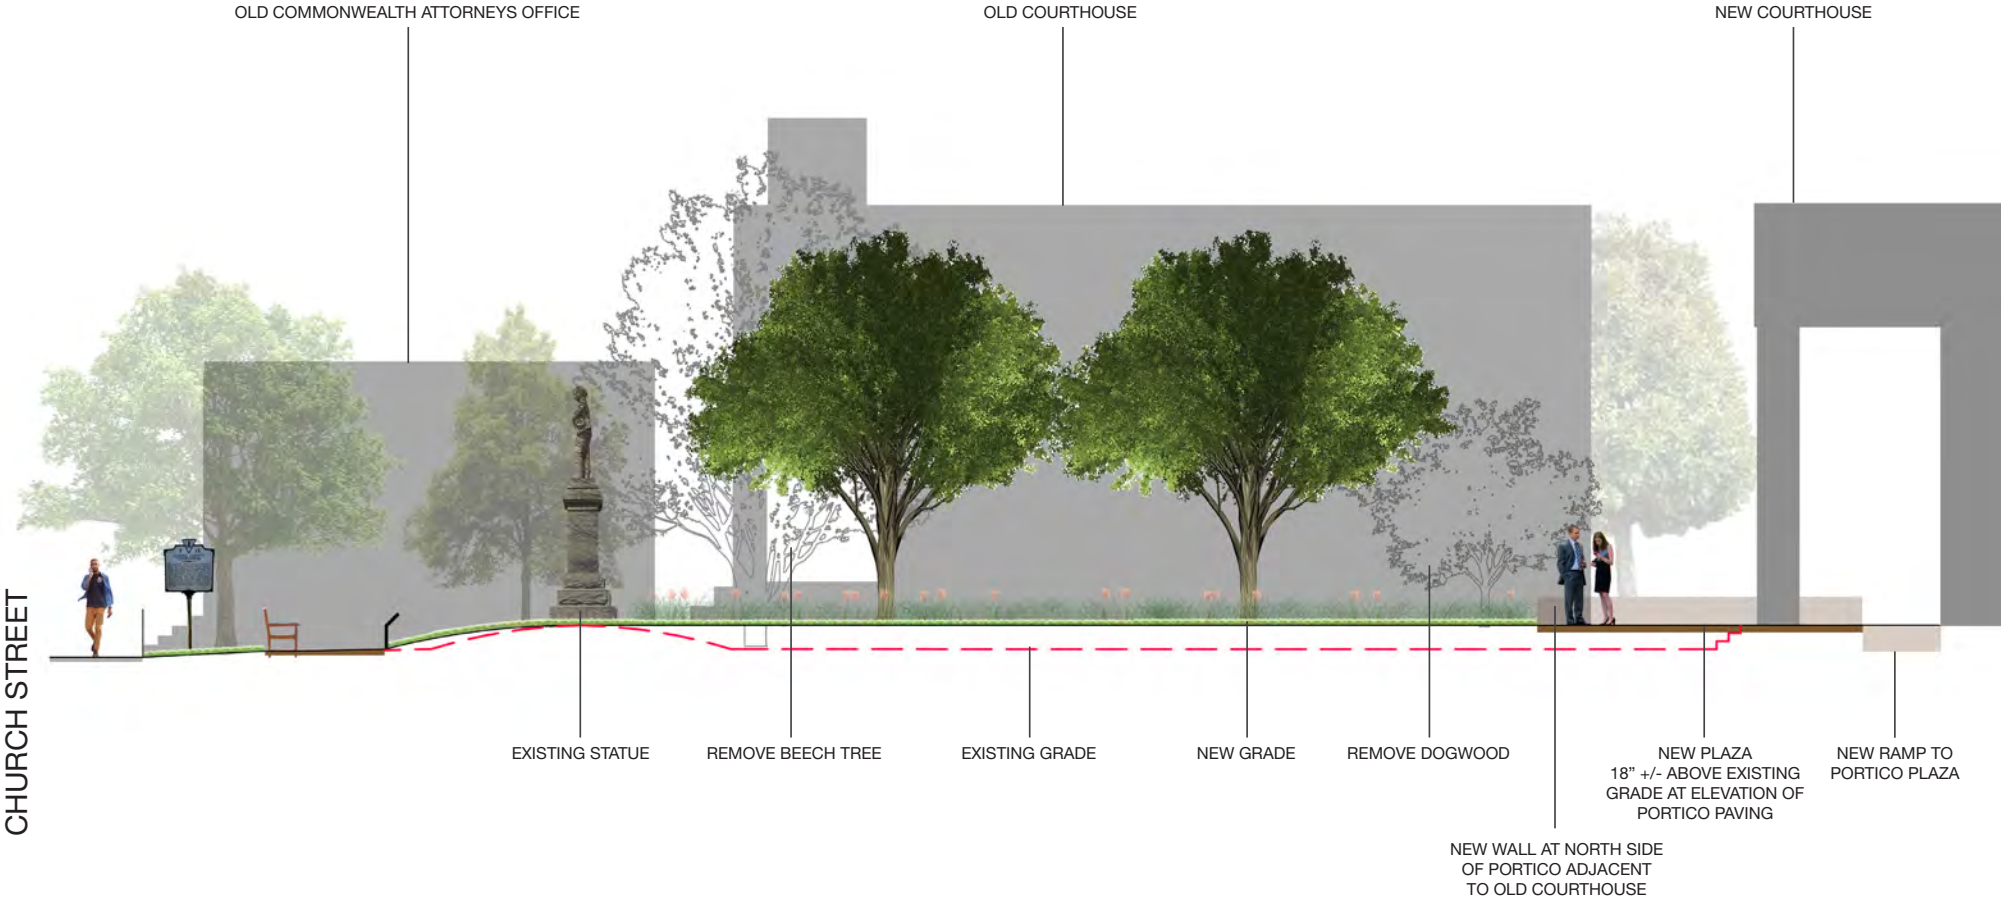 OLD COMMONWEALTH ATTORNEYS OFFICE
OLD COURTHOUSE
NEW COURTHOUSE
CHURCH STREET
EXISTING STATUE
REMOVE BEECH TREE
EXISTING GRADE
NEW GRADE
REMOVE DOGWOOD
NEW PLAZA
18” +/- ABOVE EXISTING
GRADE AT ELEVATION OF
PORTICO PAVING
NEW RAMP TO
PORTICO PLAZA
NEW WALL AT NORTH SIDE
OF PORTICO ADJACENT
TO OLD COURTHOUSE